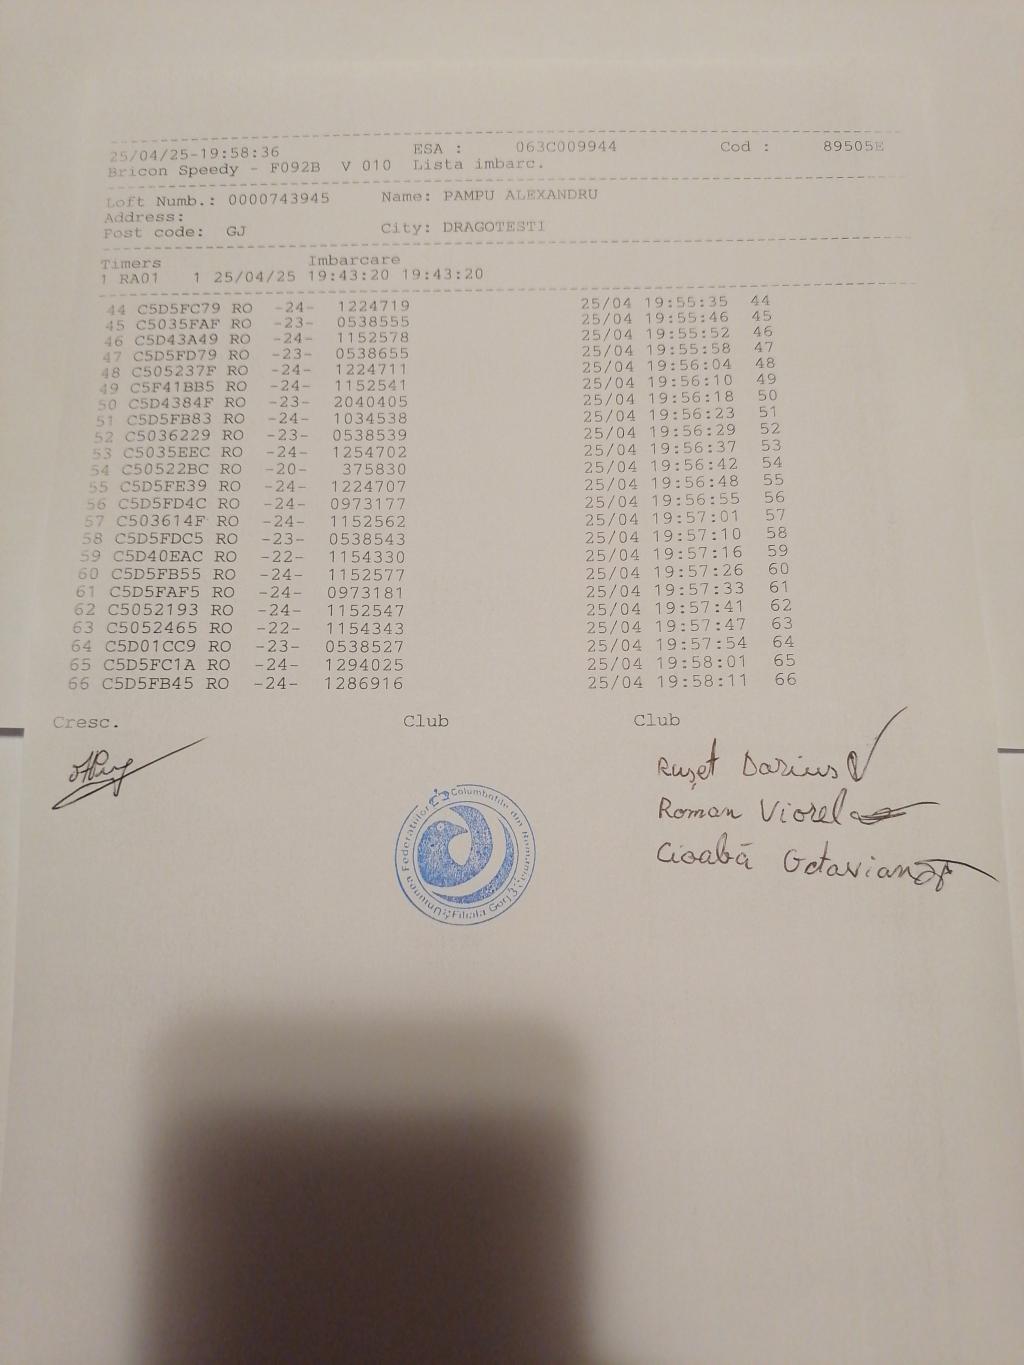 25/04/25-19:58:36 ESA : 063C009944 Cod : 89505E
Bricon Speedy - F092B V 010 Lista imbarc.
Loft Numb.: 0000743945 Name: PAMPU ALEXANDRU
Address:
Post code: GJ City: DRAGOTESTI
Timers Imbarcare
1 RA01 1 25/04/25 19:43:20 19:43:20
44 C5D5FC79 RO -24- 1224719 25/04 19:55:35 44
45 C5035FAF RO -23- 0538555 25/04 19:55:46 45
46 C5D43A49 RO -24- 1152578 25/04 19:55:52 46
47 C5D5FD79 RO -23- 0538655 25/04 19:55:58 47
48 C505237F RO -24- 1224711 25/04 19:56:04 48
49 C5F41BB5 RO -24- 1152541 25/04 19:56:10 49
50 C5D4384F RO -23- 2040405 25/04 19:56:18 50
51 C5D5FB83 RO -24- 1034538 25/04 19:56:23 51
52 C5036229 RO -23- 0538539 25/04 19:56:29 52
53 C5035EEC RO -24- 1254702 25/04 19:56:37 53
54 C50522BC RO -20- 375830 25/04 19:56:42 54
55 C5D5FE39 RO -24- 1224707 25/04 19:56:48 55
56 C5D5FD4C RO -24- 0973177 25/04 19:56:55 56
57 C503614F RO -24- 1152562 25/04 19:57:01 57
58 C5D5FDC5 RO -23- 0538543 25/04 19:57:10 58
59 C5D40EAC RO -22- 1154330 25/04 19:57:16 59
60 C5D5FB55 RO -24- 1152577 25/04 19:57:26 60
61 C5D5FAF5 RO -24- 0973181 25/04 19:57:33 61
62 C5052193 RO -24- 1152547 25/04 19:57:41 62
63 C5052465 RO -22- 1154343 25/04 19:57:47 63
64 C5D01CC9 RO -23- 0538527 25/04 19:57:54 64
65 C5D5FC1A RO -24- 1294025 25/04 19:58:01 65
66 C5D5FB45 RO -24- 1286916 25/04 19:58:11 66
Cresc. Club Club
Rușet Darius
Roman Viorel
Cioabă Octavian
Uniunea Federatiilor Columbofile din Romania
Filiala Gorj